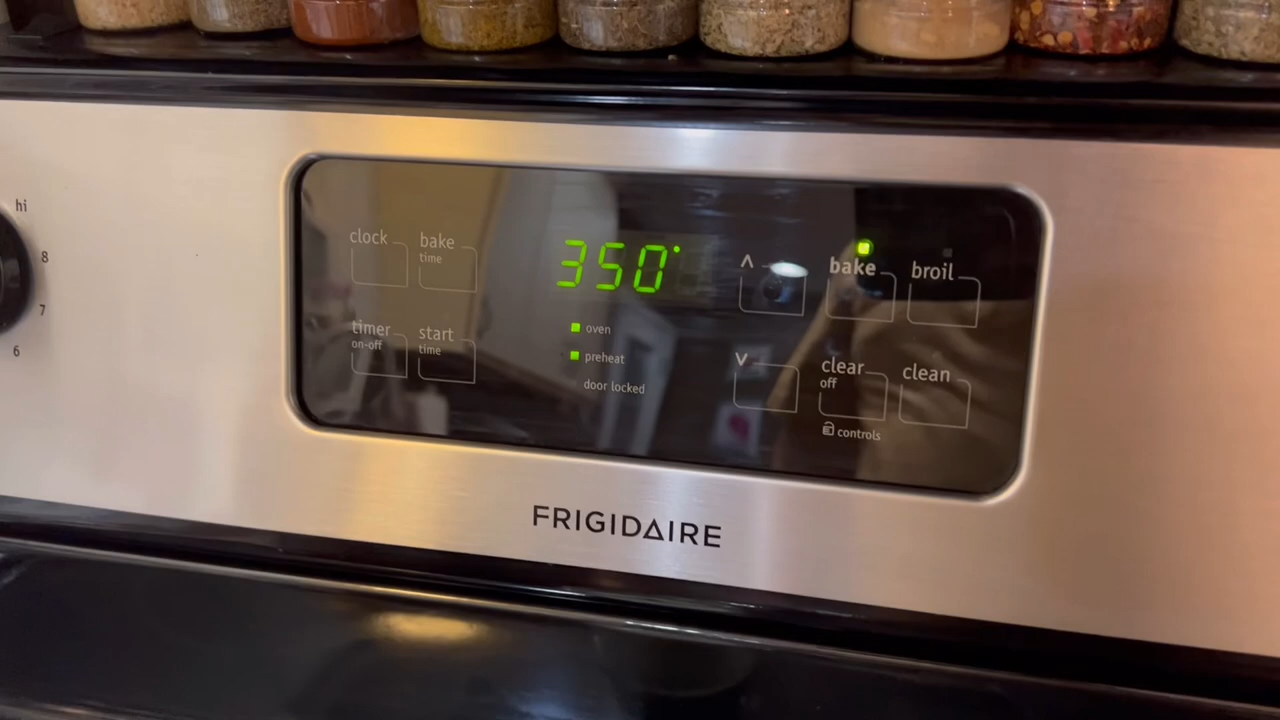 hi
8
7
6
clock
bake
time
350°
^
bake
broil
timer
on-off
start
time
oven
preheat
door locked
v
clear
off
clean
controls
FRIGIDAIRE